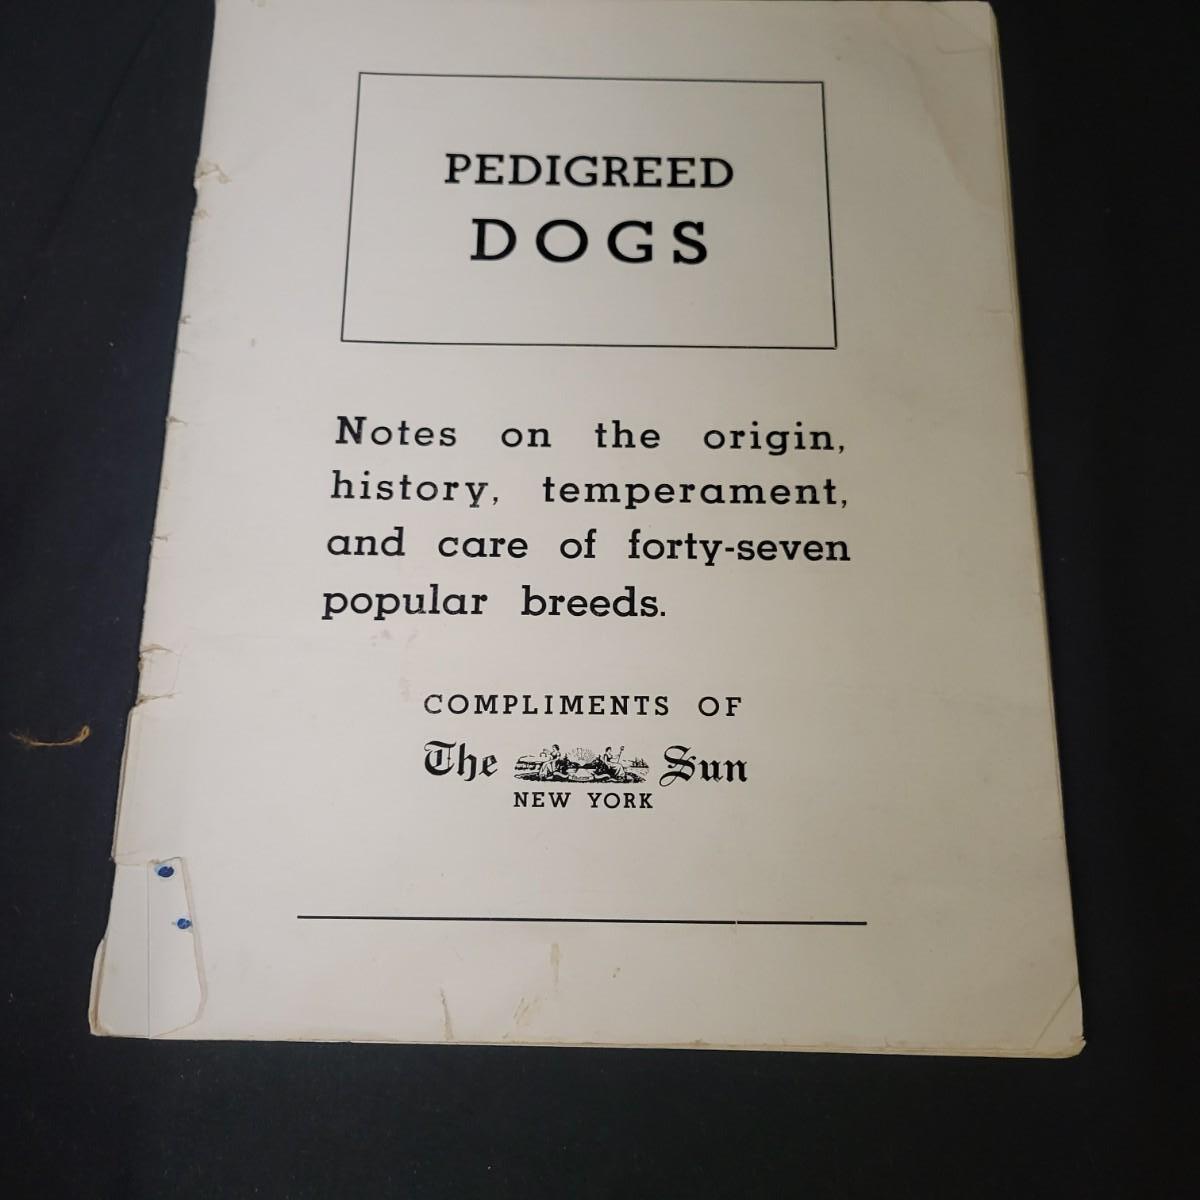 PEDIGREED
DOGS
Notes on the origin,
history, temperament,
and care of forty-seven
popular breeds.
COMPLIMENTS OF
The Sun
NEW YORK